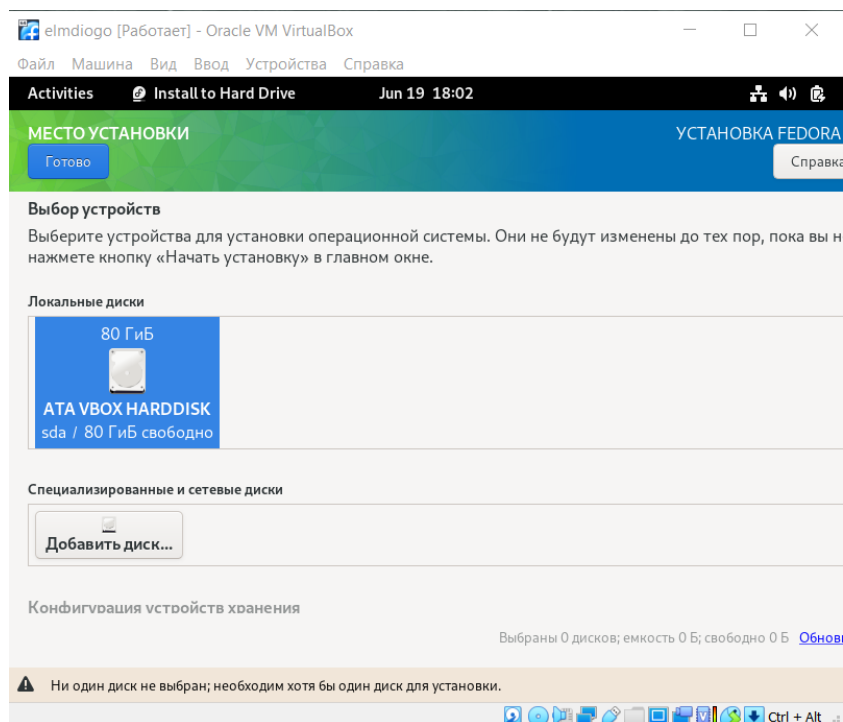 elmdiogo [Работает] - Oracle VM VirtualBox
Файл Машина Вид Ввод Устройства Справка
Activities Install to Hard Drive Jun 19 18:02
МЕСТО УСТАНОВКИ УСТАНОВКА FEDORA
Готово Справка
Выбор устройств
Выберите устройства для установки операционной системы. Они не будут изменены до тех пор, пока вы н
нажмете кнопку «Начать установку» в главном окне.
Локальные диски
80 ГиБ
ATA VBOX HARDDISK
sda / 80 ГиБ свободно
Специализированные и сетевые диски
Добавить диск...
Конфигурация устройств хранения
Выбраны 0 дисков; емкость 0 Б; свободно 0 Б Обнови
Ни один диск не выбран; необходим хотя бы один диск для установки.
Ctrl + Alt